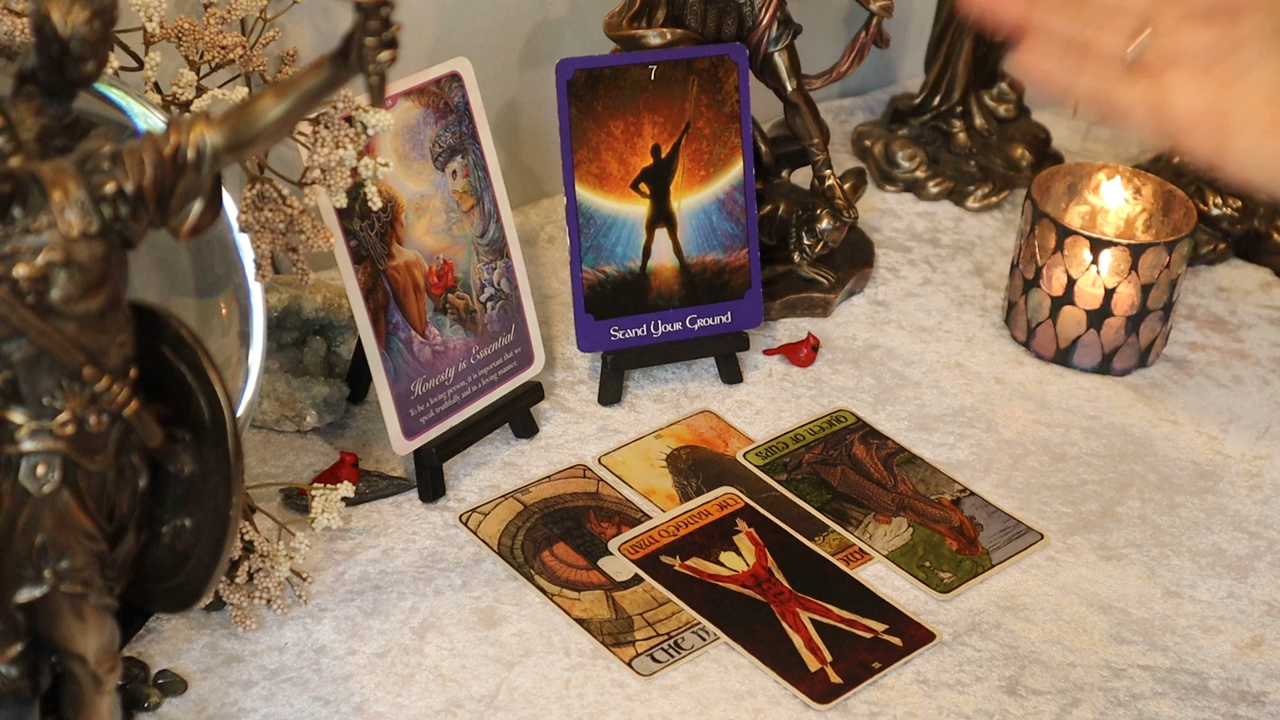 7
Stand Your Ground
Honesty is Essential
To be a loving person, it is important that we
speak truthfully and in a loving manner.
QUEEN OF CUPS
THE HANGED MAN
THE